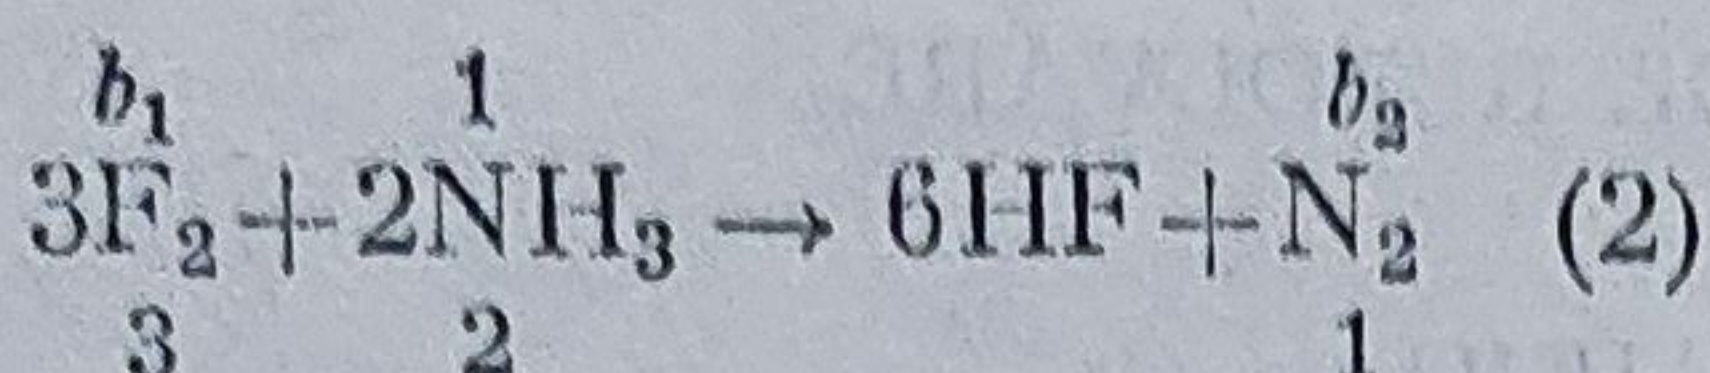 b₁ 1 b₂
3F₂+2NH₃ → 6HF+N₂ (2)
3 2 1